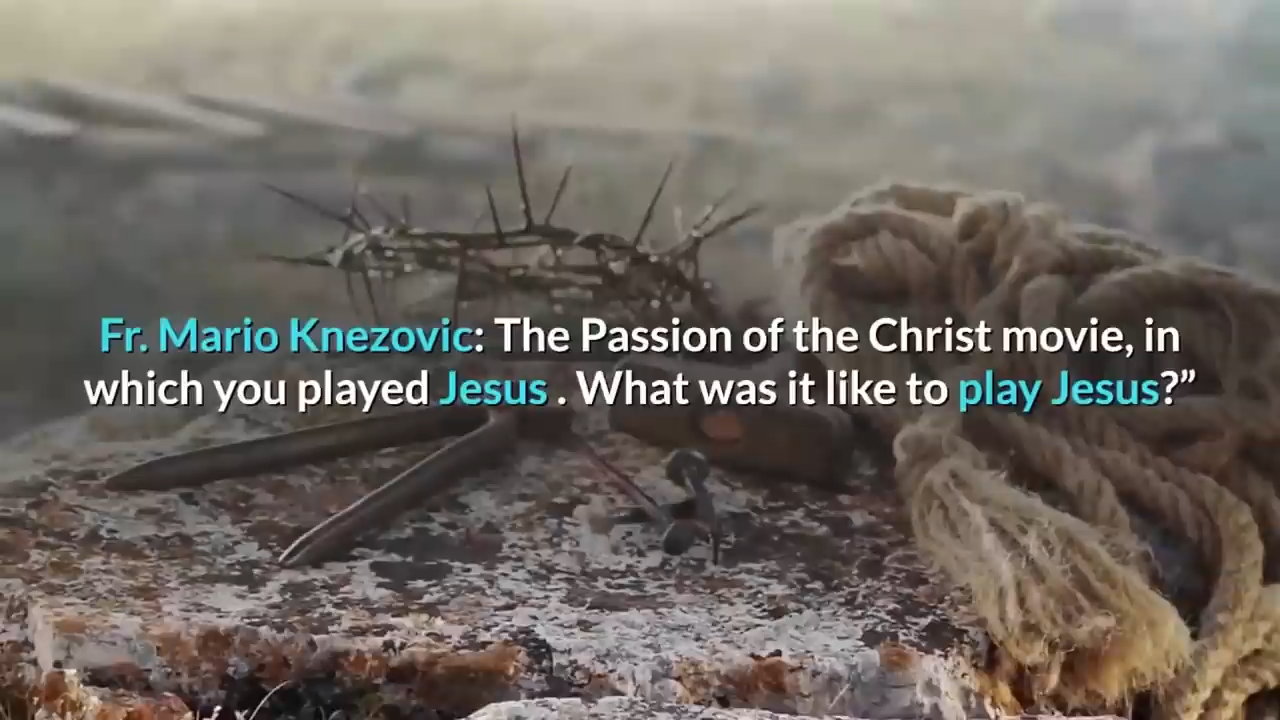 Fr. Mario Knezovic: The Passion of the Christ movie, in
which you played Jesus . What was it like to play Jesus?”